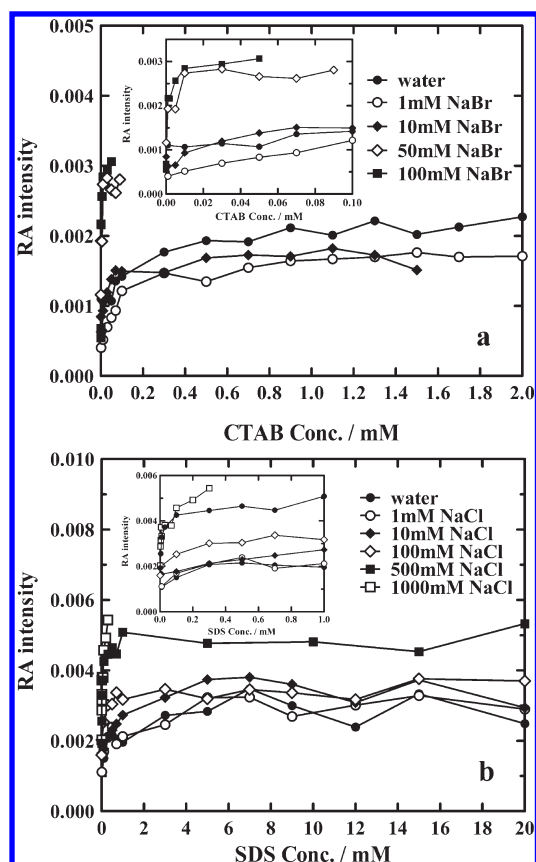 0.005
0.004
0.003
0.002
0.001
0.000
RA intensity
0.0 0.2 0.4 0.6 0.8 1.0 1.2 1.4 1.6 1.8 2.0
CTAB Conc. / mM
0.003
0.002
0.001
0.000
RA intensity
0.00 0.02 0.04 0.06 0.08 0.10
CTAB Conc. / mM
water
1mM NaBr
10mM NaBr
50mM NaBr
100mM NaBr
a
0.010
0.008
0.006
0.004
0.002
0.000
RA intensity
0 2 4 6 8 10 12 14 16 18 20
SDS Conc. / mM
0.006
0.004
0.002
0.000
RA intensity
0.0 0.2 0.4 0.6 0.8 1.0
SDS Conc. / mM
water
1mM NaCl
10mM NaCl
100mM NaCl
500mM NaCl
1000mM NaCl
b